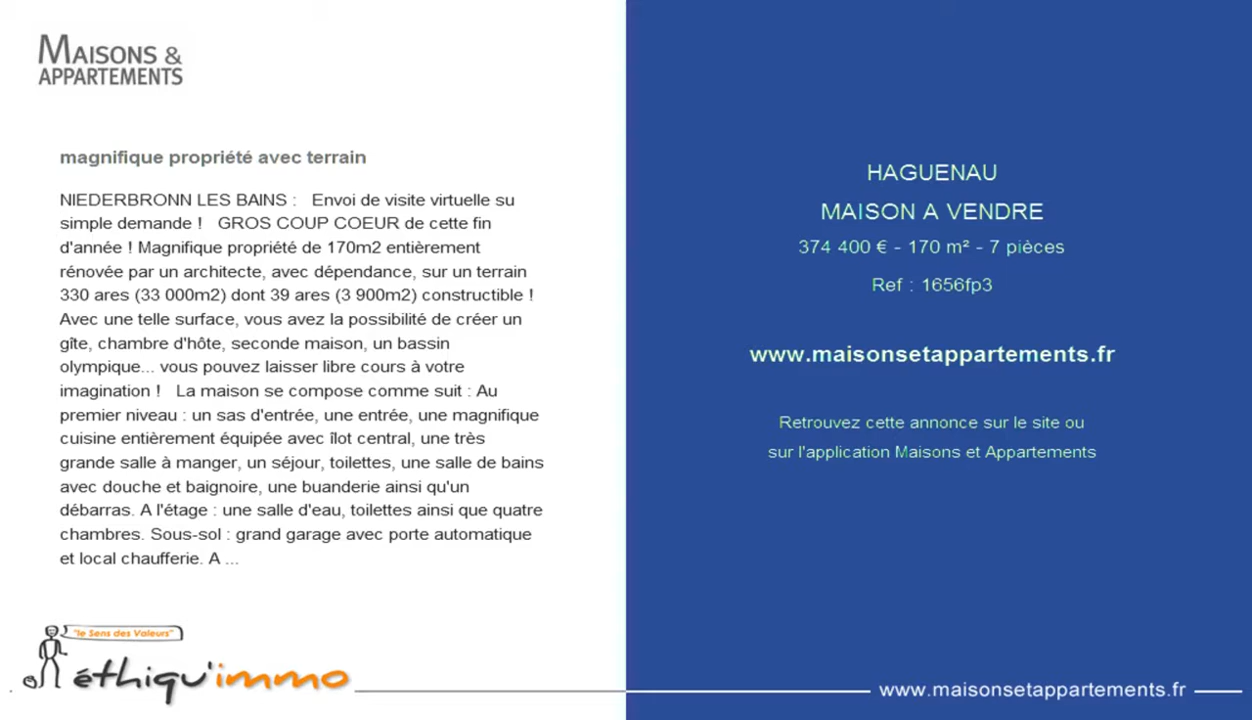 MAISONS &
APPARTEMENTS
magnifique propriété avec terrain
NIEDERBRONN LES BAINS : Envoi de visite virtuelle su
simple demande ! GROS COUP COEUR de cette fin
d'année ! Magnifique propriété de 170m2 entièrement
rénovée par un architecte, avec dépendance, sur un terrain
330 ares (33 000m2) dont 39 ares (3 900m2) constructible !
Avec une telle surface, vous avez la possibilité de créer un
gîte, chambre d'hôte, seconde maison, un bassin
olympique... vous pouvez laisser libre cours à votre
imagination ! La maison se compose comme suit : Au
premier niveau : un sas d'entrée, une entrée, une magnifique
cuisine entièrement équipée avec îlot central, une très
grande salle à manger, un séjour, toilettes, une salle de bains
avec douche et baignoire, une buanderie ainsi qu'un
débarras. A l'étage : une salle d'eau, toilettes ainsi que quatre
chambres. Sous-sol : grand garage avec porte automatique
et local chaufferie. A ...
"le Sens des Valeurs"
éthiqu'immo
HAGUENAU
MAISON A VENDRE
374 400 € - 170 m² - 7 pièces
Ref : 1656fp3
www.maisonsetappartements.fr
Retrouvez cette annonce sur le site ou
sur l'application Maisons et Appartements
www.maisonsetappartements.fr